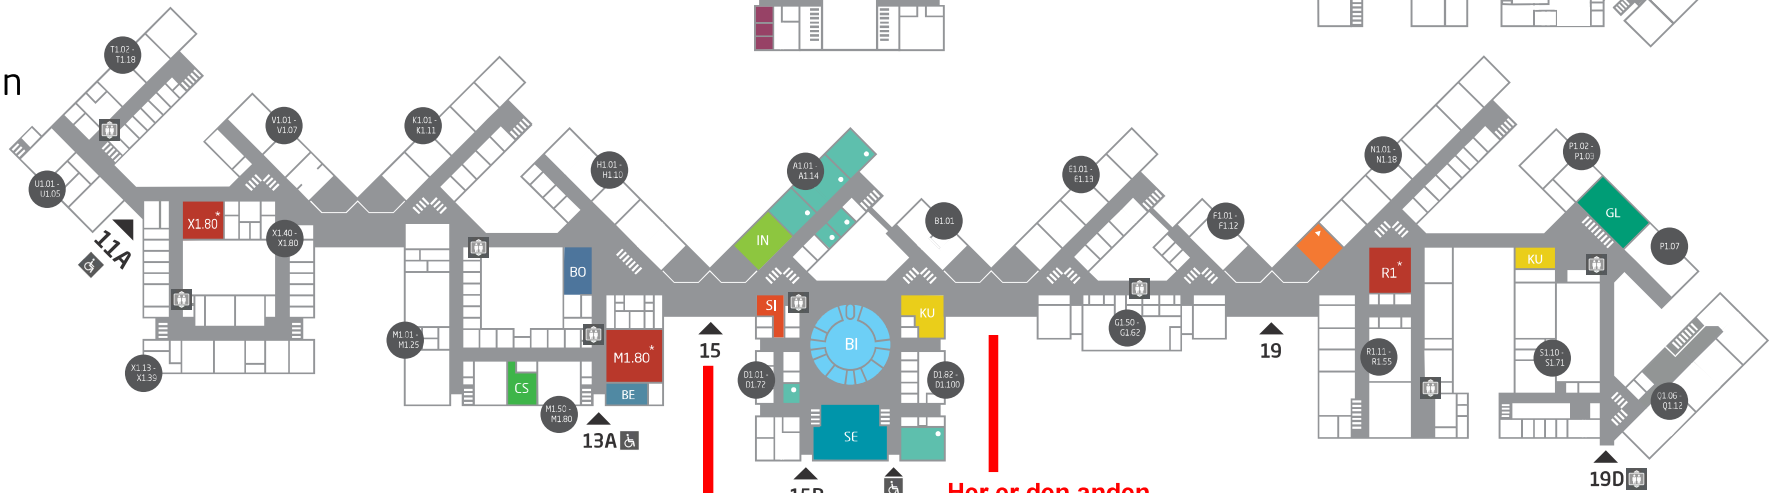 n
T1.02 -
T1.18
U1.01 -
U1.05
V1.01 -
V1.07
K1.01 -
K1.11
H1.01 -
H1.10
A1.01 -
A1.14
B1.01
E1.01 -
E1.13
F1.01 -
F1.12
N1.01 -
N1.18
P1.02 -
P1.03
GL
P1.07
11A
X1.80*
X1.40 -
X1.80
BO
IN
R1*
KU
SI
KU
BI
G1.50 -
G1.62
M1.01 -
M1.25
M1.80*
15
19
X1.13 -
X1.39
CS
BE
D1.01 -
D1.72
D1.82 -
D1.100
R1.11 -
R1.55
S1.10 -
S1.71
M1.50 -
M1.80
Q1.06 -
Q1.12
SE
13A
19D
15B
Her er den anden